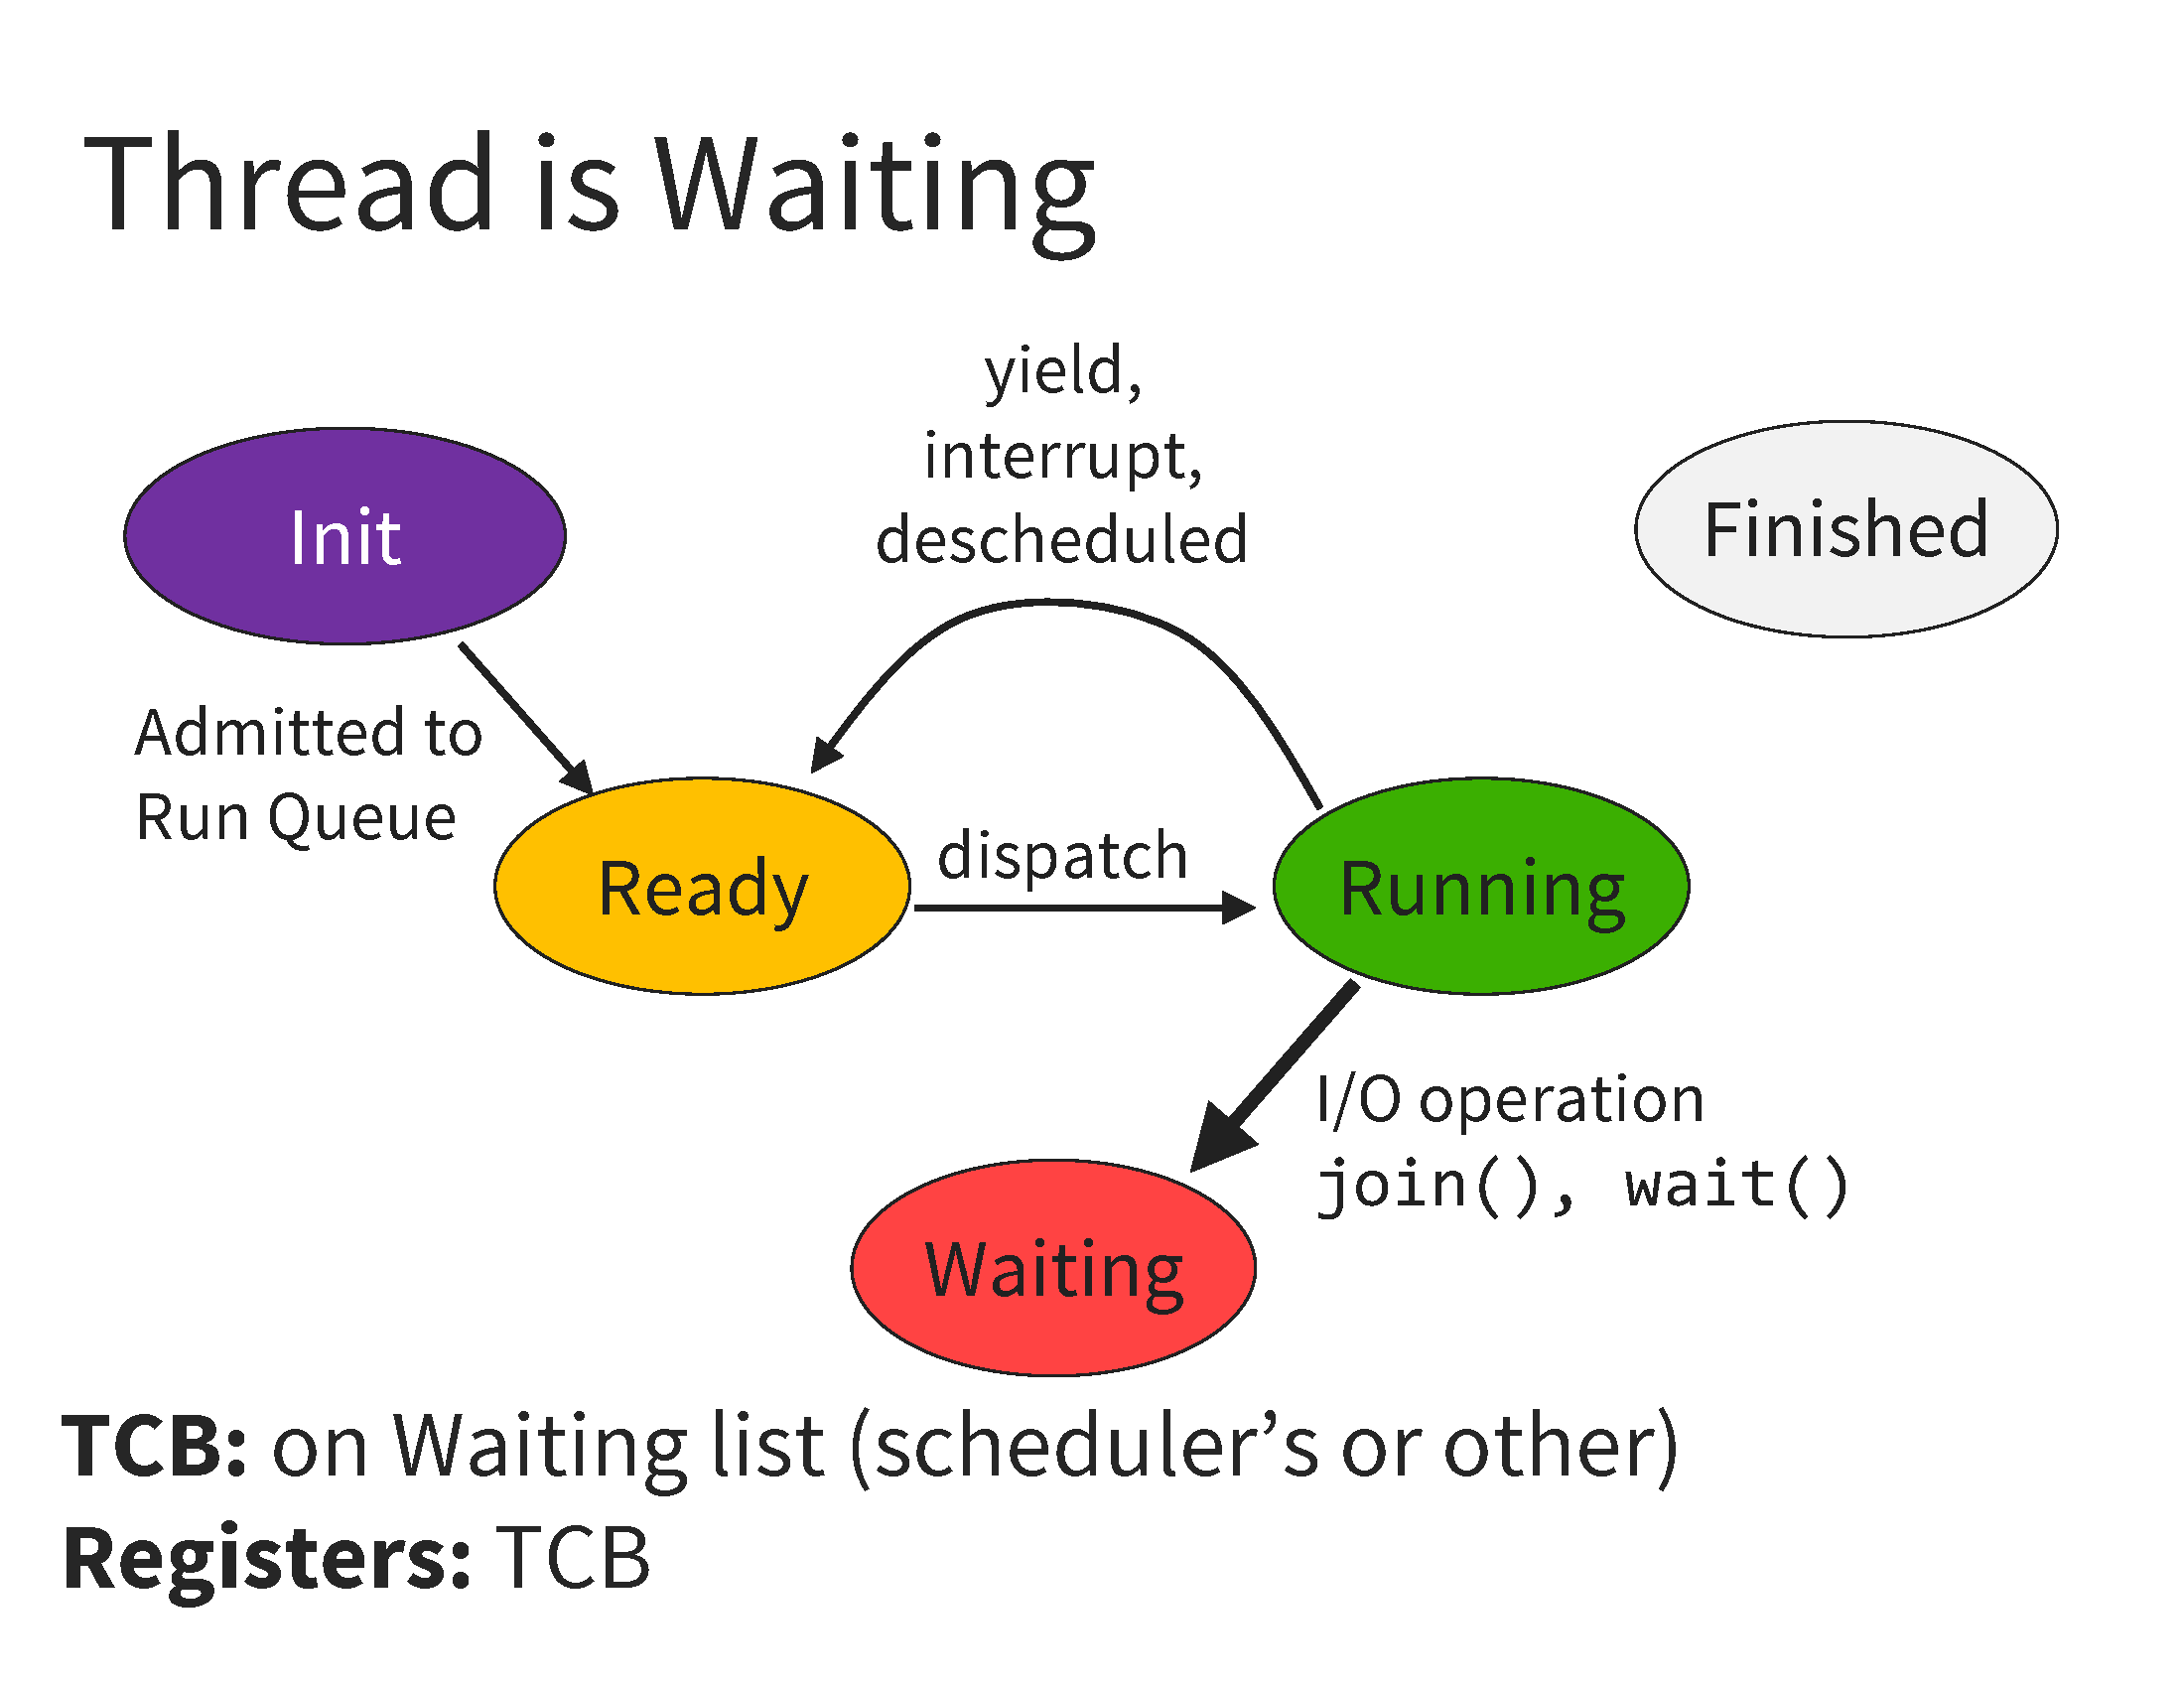 Thread is Waiting
yield,
interrupt,
descheduled
Init
Finished
Admitted to
Run Queue
Ready
dispatch
Running
I/O operation
join(), wait()
Waiting
TCB: on Waiting list (scheduler’s or other)
Registers: TCB